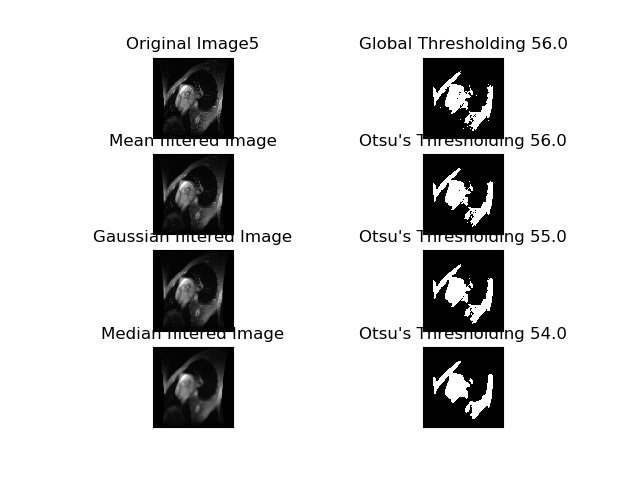 Original Image5
Global Thresholding 56.0
Mean filtered Image
Otsu's Thresholding 56.0
Gaussian filtered Image
Otsu's Thresholding 55.0
Median filtered Image
Otsu's Thresholding 54.0